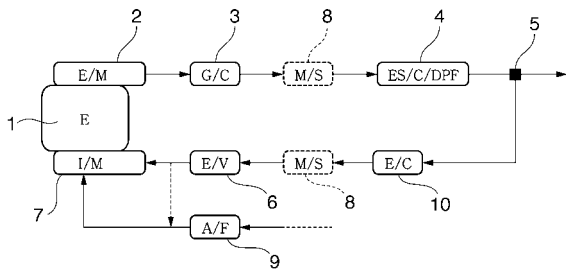 2 3 8 4 5
E/M G/C M/S ES/C/DPF
1 E
I/M E/V M/S E/C
7 6 8 10
A/F
9